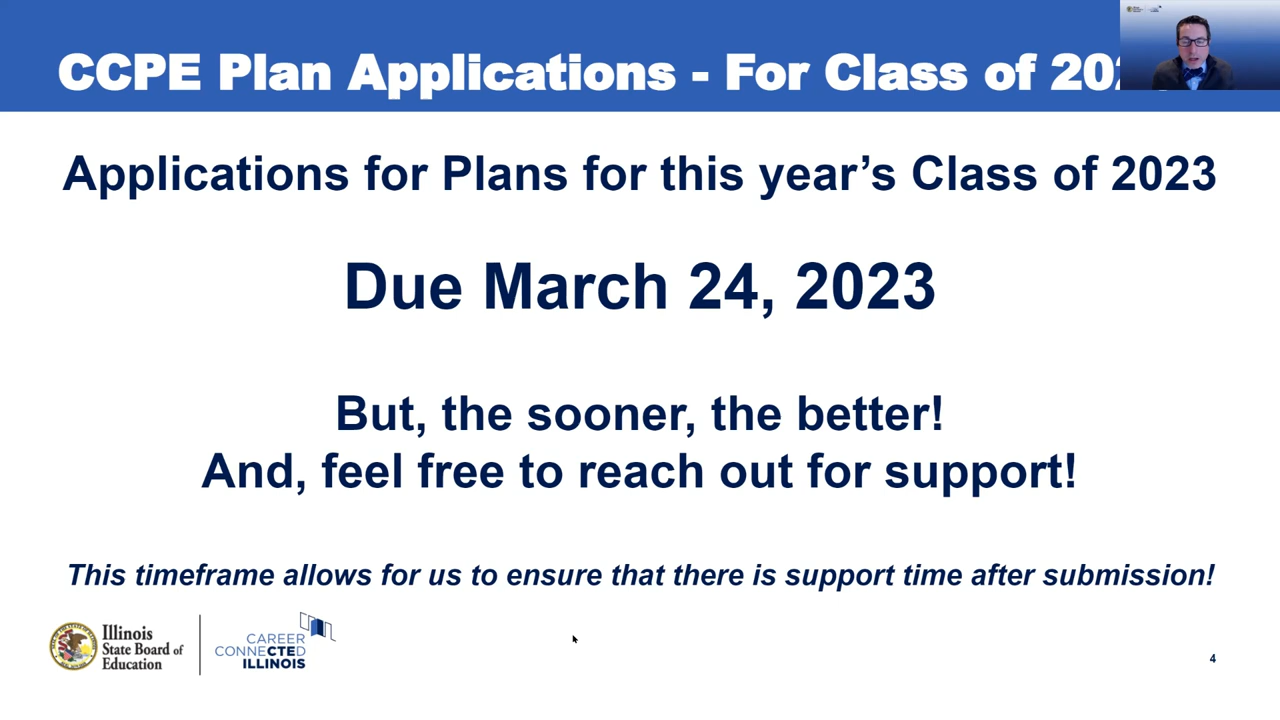 CCPE Plan Applications - For Class of
Applications for Plans for this year’s Class of 2023
Due March 24, 2023
But, the sooner, the better!
And, feel free to reach out for support!
This timeframe allows for us to ensure that there is support time after submission!
Illinois
State Board of
Education
CAREER
CONNECTED
ILLINOIS
4